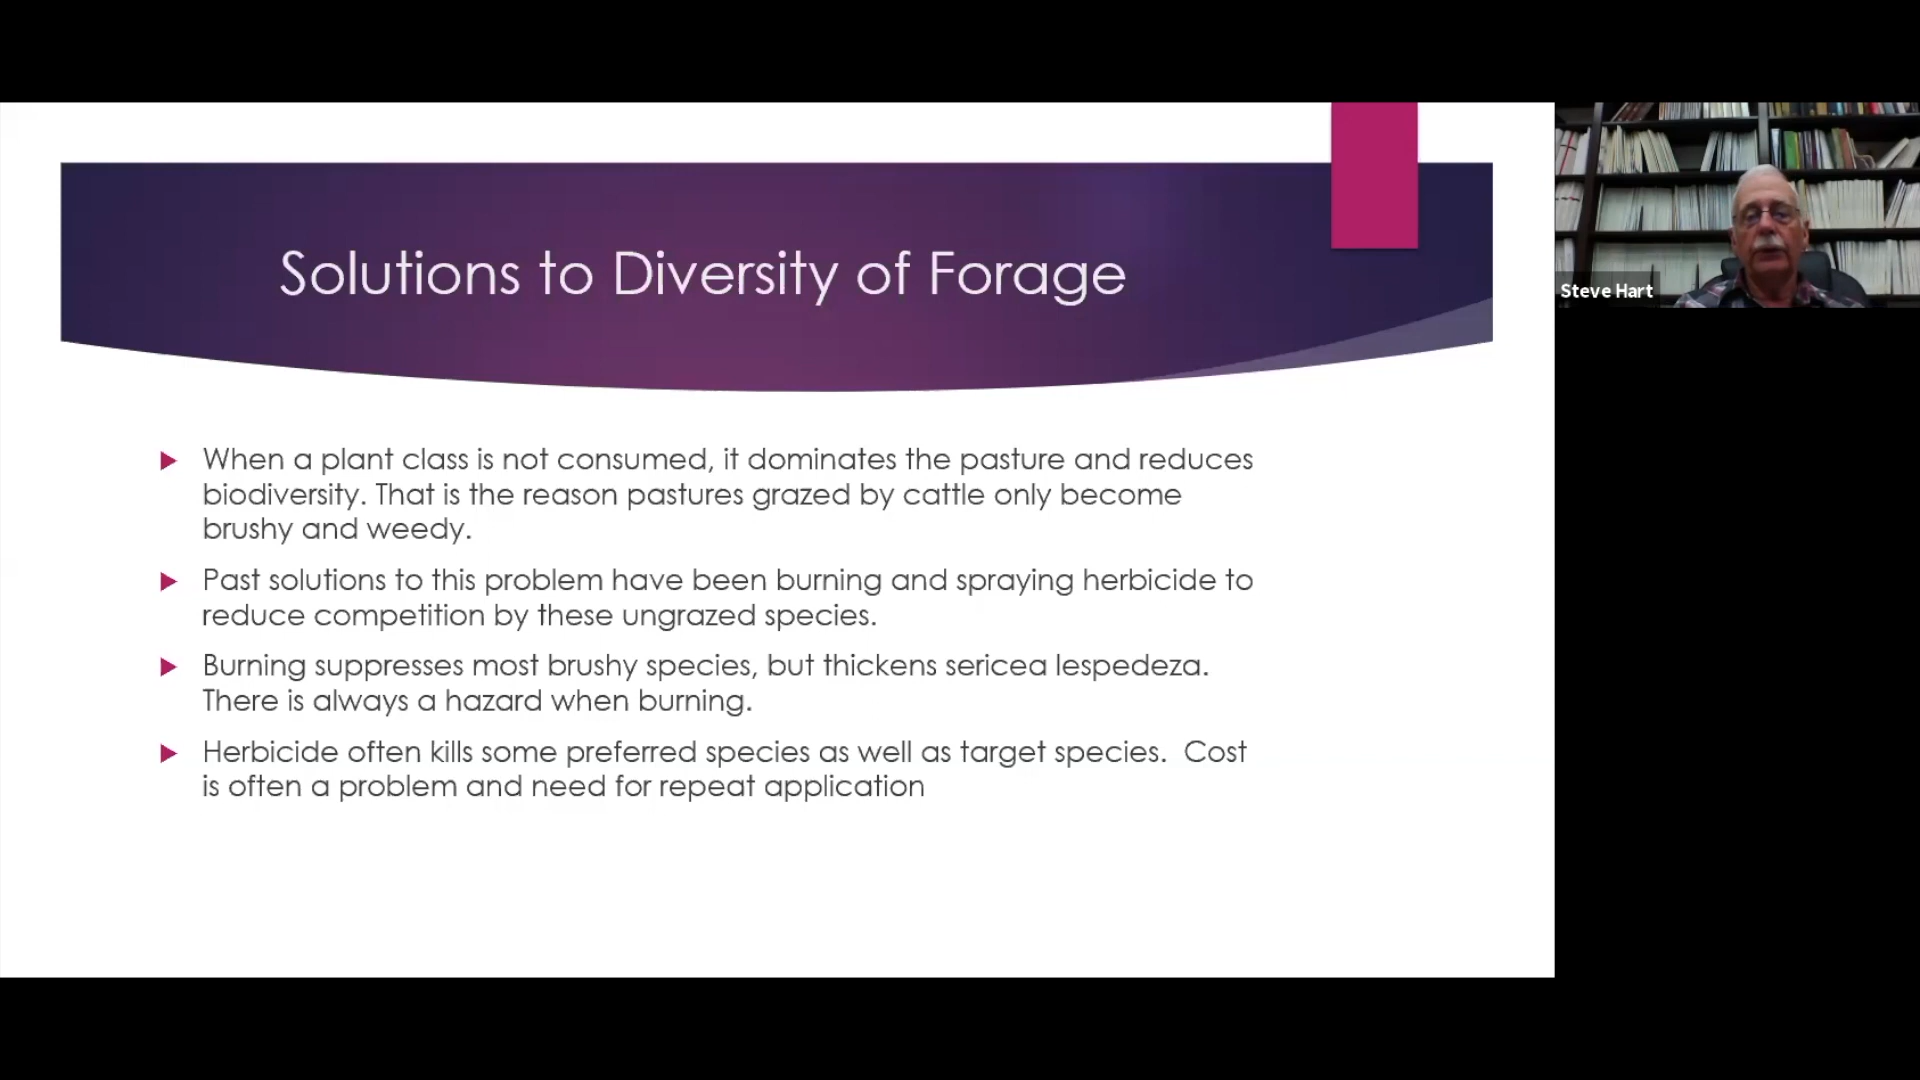 Solutions to Diversity of Forage
When a plant class is not consumed, it dominates the pasture and reduces
biodiversity. That is the reason pastures grazed by cattle only become
brushy and weedy.
Past solutions to this problem have been burning and spraying herbicide to
reduce competition by these ungrazed species.
Burning suppresses most brushy species, but thickens sericea lespedeza.
There is always a hazard when burning.
Herbicide often kills some preferred species as well as target species.  Cost
is often a problem and need for repeat application
Steve Hart